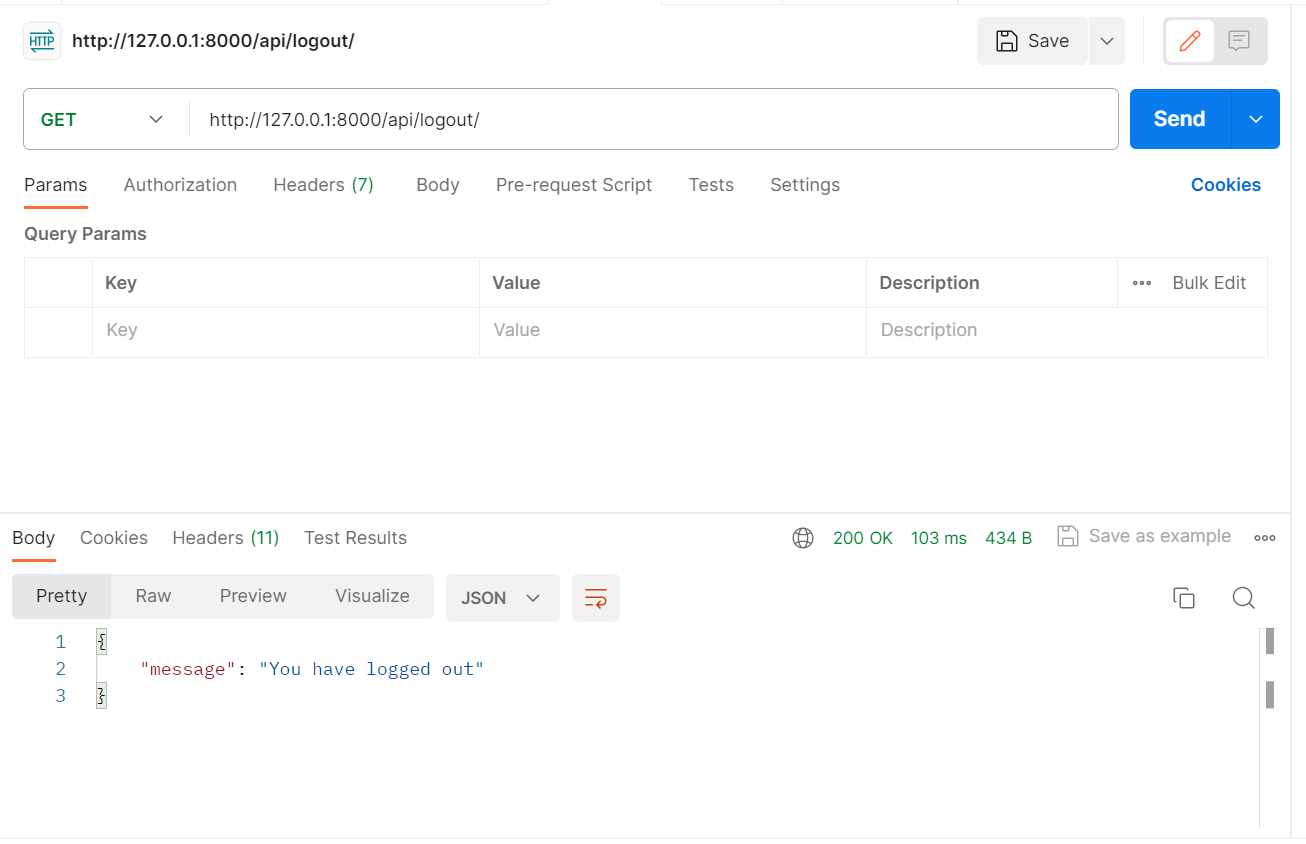 HTTP http://127.0.0.1:8000/api/logout/ Save
GET http://127.0.0.1:8000/api/logout/ Send
Params Authorization Headers (7) Body Pre-request Script Tests Settings Cookies
Query Params
Key Value Description Bulk Edit
Key Value Description
Body Cookies Headers (11) Test Results 200 OK 103 ms 434 B Save as example
Pretty Raw Preview Visualize JSON
1 {
2 "message": "You have logged out"
3 }